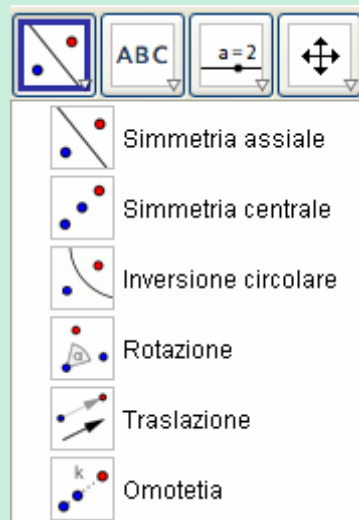 ABC a=2
Simmetria assiale
Simmetria centrale
Inversione circolare
α Rotazione
Traslazione
k Omotetia